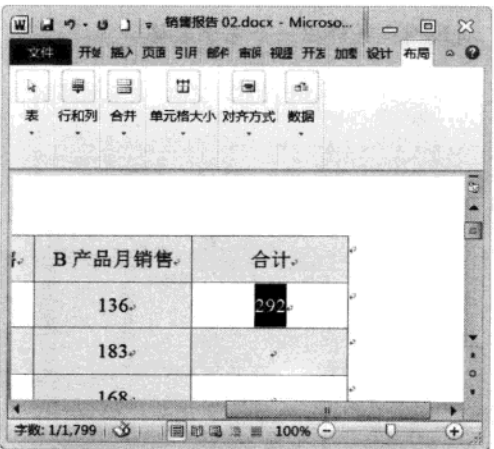 销售报告 02.docx - Microso...
文件 开始 插入 页面 引用 邮件 审阅 视图 开发 加载 设计 布局
表 行和列 合并 单元格大小 对齐方式 数据
B 产品月销售 合计
136 292
183
168
字数: 1/1,799 100%